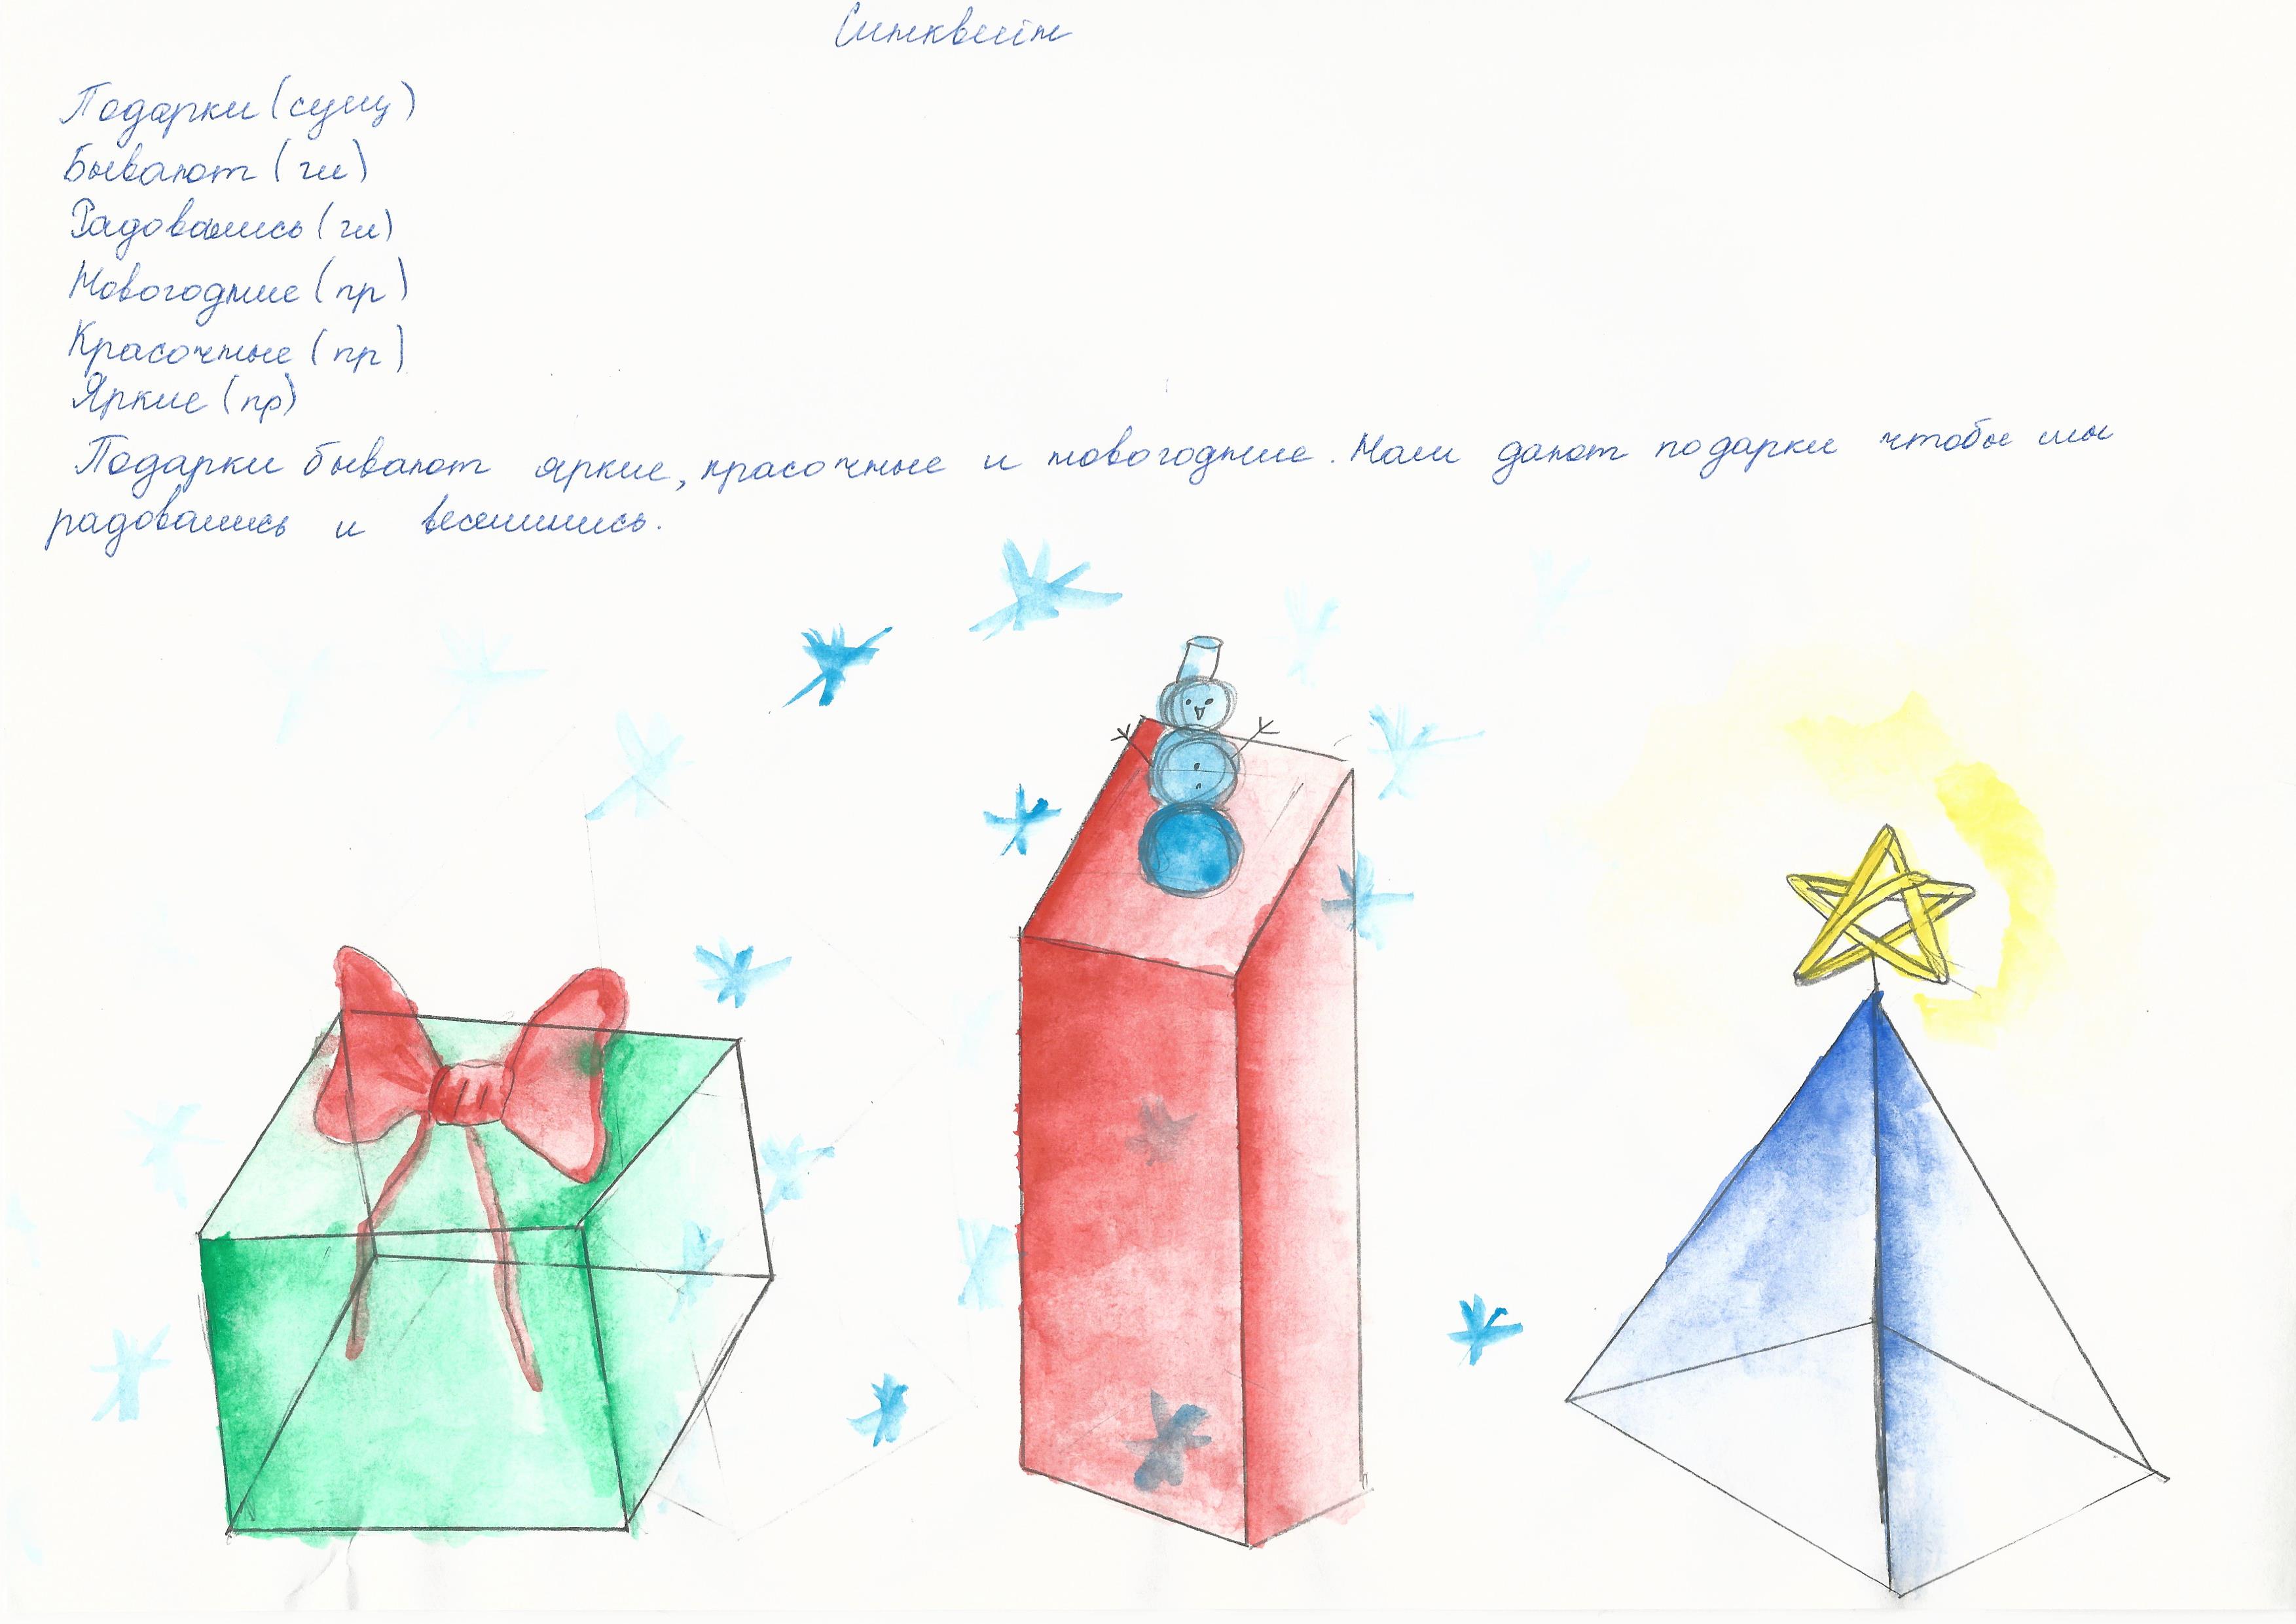 Синквейн
Подарки (сущ)
Бывают (гл)
Радовались (гл)
Новогодние (пр)
Красочные (пр)
Яркие (пр)
Подарки бывают яркие, красочные и новогодние. Нам дают подарки чтобы мы
радовались и веселились.